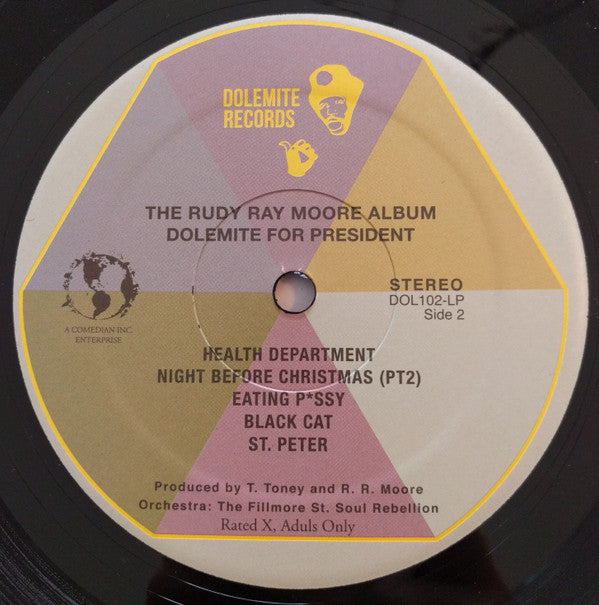 DOLEMITE
RECORDS
THE RUDY RAY MOORE ALBUM
DOLEMITE FOR PRESIDENT
A COMEDIAN INC.
ENTERPRISE
STEREO
DOL102-LP
Side 2
HEALTH DEPARTMENT
NIGHT BEFORE CHRISTMAS (PT2)
EATING P*SSY
BLACK CAT
ST. PETER
Produced by T. Toney and R. R. Moore
Orchestra: The Fillmore St. Soul Rebellion
Rated X, Aduls Only